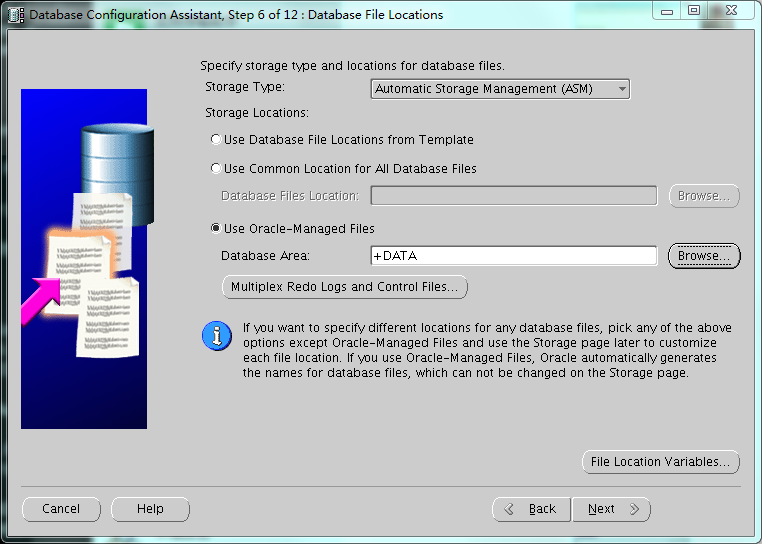 Database Configuration Assistant, Step 6 of 12 : Database File Locations
Specify storage type and locations for database files.
Storage Type: Automatic Storage Management (ASM)
Storage Locations:
Use Database File Locations from Template
Use Common Location for All Database Files
Database Files Location: Browse...
Use Oracle-Managed Files
Database Area: +DATA Browse...
Multiplex Redo Logs and Control Files...
If you want to specify different locations for any database files, pick any of the above
options except Oracle-Managed Files and use the Storage page later to customize
each file location. If you use Oracle-Managed Files, Oracle automatically generates
the names for database files, which can not be changed on the Storage page.
File Location Variables...
Cancel Help Back Next